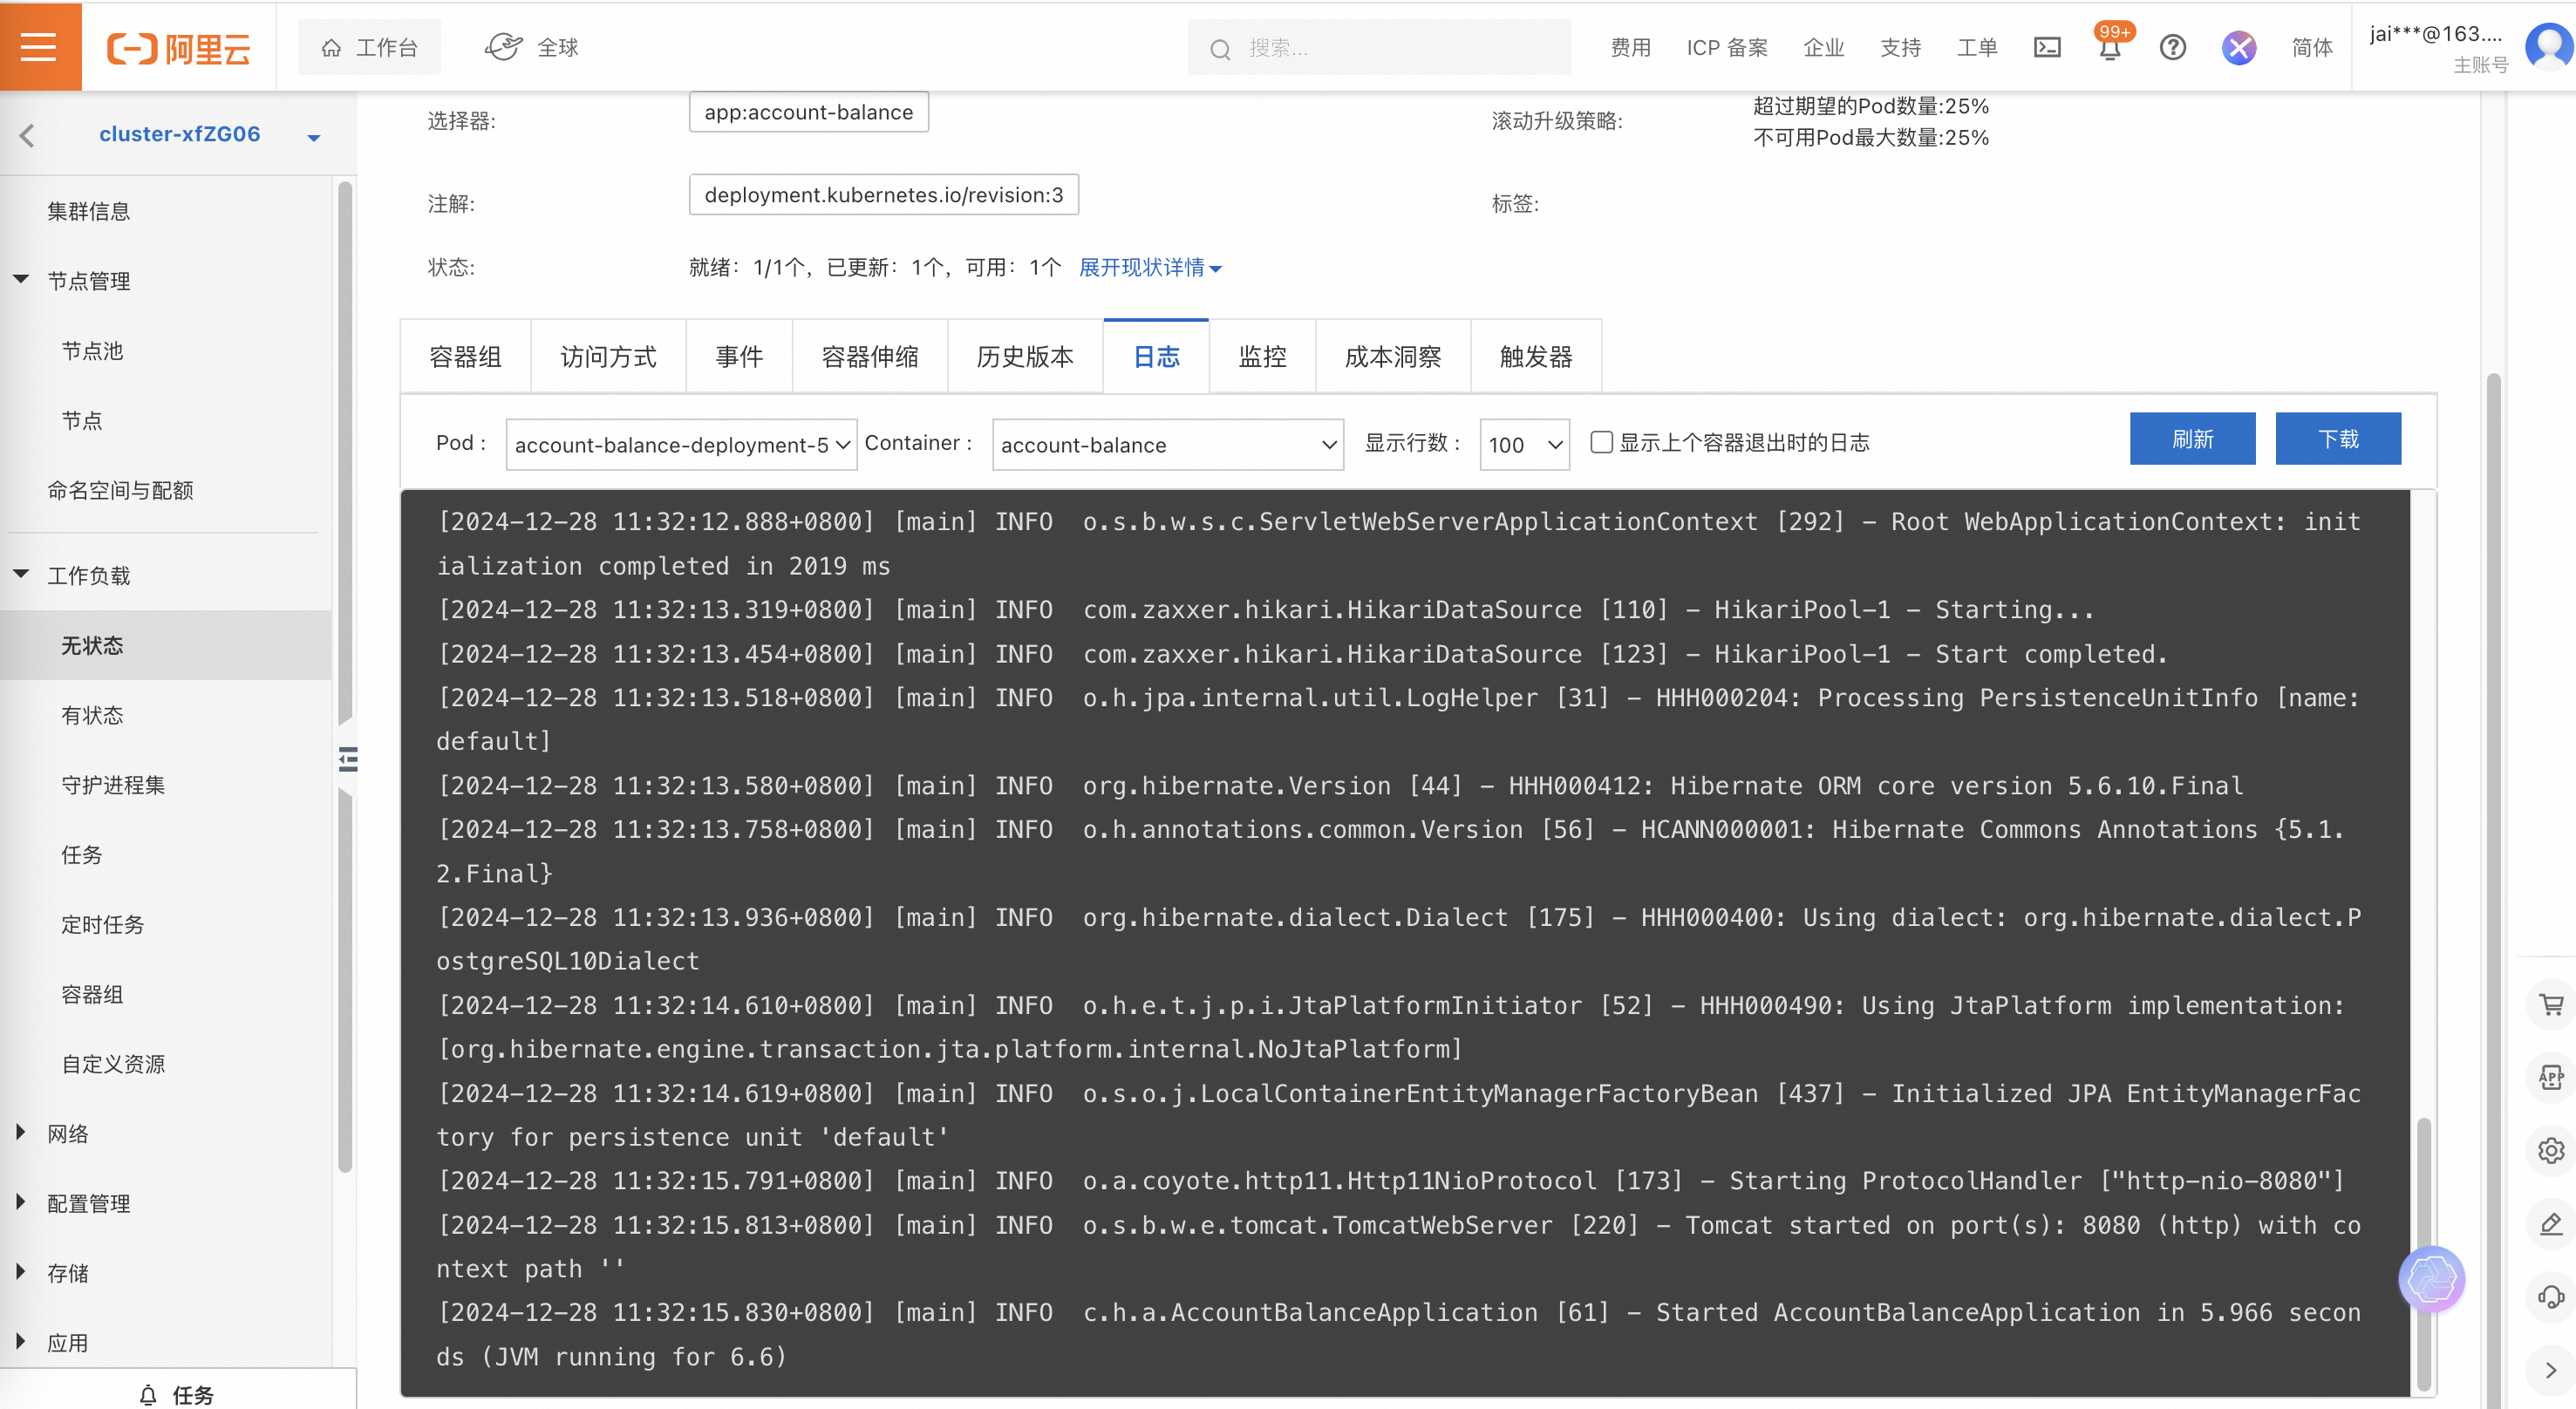 阿里云
工作台
全球
搜索...
费用
ICP 备案
企业
支持
工单
99+
简体
jai***@163....
主账号
cluster-xfZG06
集群信息
节点管理
节点池
节点
命名空间与配额
工作负载
无状态
有状态
守护进程集
任务
定时任务
容器组
自定义资源
网络
配置管理
存储
应用
任务
选择器:
app:account-balance
滚动升级策略:
超过期望的Pod数量:25%
不可用Pod最大数量:25%
注解:
deployment.kubernetes.io/revision:3
标签:
状态:
就绪：1/1个，已更新：1个，可用：1个 展开现状详情
容器组
访问方式
事件
容器伸缩
历史版本
日志
监控
成本洞察
触发器
Pod :
account-balance-deployment-5
Container :
account-balance
显示行数 :
100
显示上个容器退出时的日志
刷新
下载
[2024-12-28 11:32:12.888+0800] [main] INFO  o.s.b.w.s.c.ServletWebServerApplicationContext [292] - Root WebApplicationContext: init
ialization completed in 2019 ms
[2024-12-28 11:32:13.319+0800] [main] INFO  com.zaxxer.hikari.HikariDataSource [110] - HikariPool-1 - Starting...
[2024-12-28 11:32:13.454+0800] [main] INFO  com.zaxxer.hikari.HikariDataSource [123] - HikariPool-1 - Start completed.
[2024-12-28 11:32:13.518+0800] [main] INFO  o.h.jpa.internal.util.LogHelper [31] - HHH000204: Processing PersistenceUnitInfo [name:
default]
[2024-12-28 11:32:13.580+0800] [main] INFO  org.hibernate.Version [44] - HHH000412: Hibernate ORM core version 5.6.10.Final
[2024-12-28 11:32:13.758+0800] [main] INFO  o.h.annotations.common.Version [56] - HCANN000001: Hibernate Commons Annotations {5.1.
2.Final}
[2024-12-28 11:32:13.936+0800] [main] INFO  org.hibernate.dialect.Dialect [175] - HHH000400: Using dialect: org.hibernate.dialect.P
ostgreSQL10Dialect
[2024-12-28 11:32:14.610+0800] [main] INFO  o.h.e.t.j.p.i.JtaPlatformInitiator [52] - HHH000490: Using JtaPlatform implementation:
[org.hibernate.engine.transaction.jta.platform.internal.NoJtaPlatform]
[2024-12-28 11:32:14.619+0800] [main] INFO  o.s.o.j.LocalContainerEntityManagerFactoryBean [437] - Initialized JPA EntityManagerFac
tory for persistence unit 'default'
[2024-12-28 11:32:15.791+0800] [main] INFO  o.a.coyote.http11.Http11NioProtocol [173] - Starting ProtocolHandler ["http-nio-8080"]
[2024-12-28 11:32:15.813+0800] [main] INFO  o.s.b.w.e.tomcat.TomcatWebServer [220] - Tomcat started on port(s): 8080 (http) with co
ntext path ''
[2024-12-28 11:32:15.830+0800] [main] INFO  c.h.a.AccountBalanceApplication [61] - Started AccountBalanceApplication in 5.966 secon
ds (JVM running for 6.6)
APP